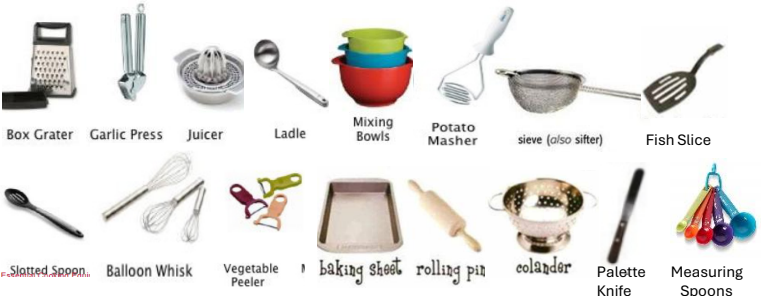 Box Grater
Garlic Press
Juicer
Ladle
Mixing
Bowls
Potato
Masher
sieve (also sifter)
Fish Slice
Slotted Spoon
Balloon Whisk
Vegetable
Peeler
baking sheet
rolling pin
colander
Palette
Knife
Measuring
Spoons